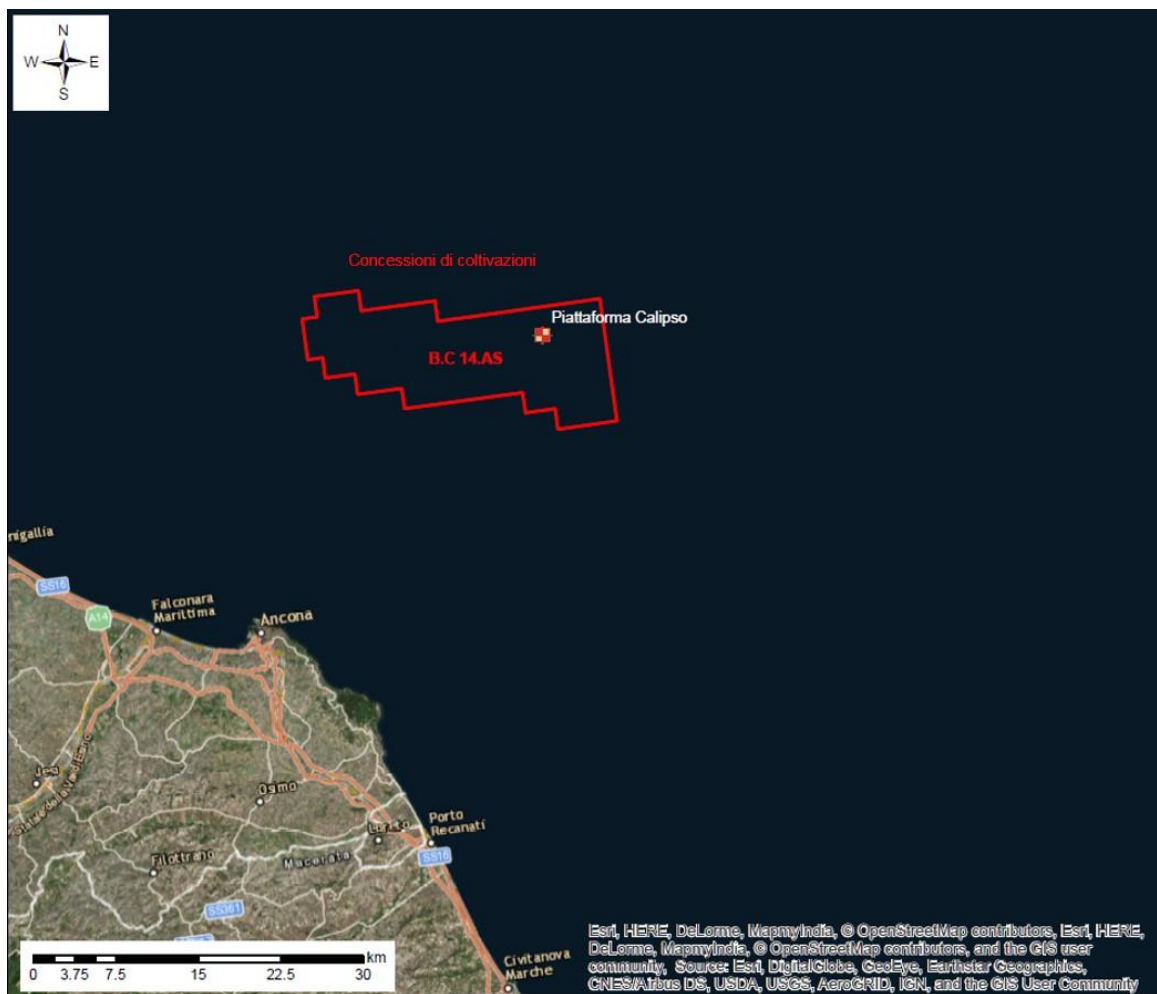 N
W E
S
Concessioni di coltivazioni
Piattaforma Calipso
B.C 14.AS
nigallia
SS16
A14
Falconara
Marittima
Ancona
Jesi
Osimo
Loreto
Porto
Recanati
SS16
Macerata
Filottrano
SS361
Civitanova
Marche
km
0 3.75 7.5 15 22.5 30
Esri, HERE, DeLorme, MapmyIndia, © OpenStreetMap contributors, Esri, HERE,
DeLorme, MapmyIndia, © OpenStreetMap contributors, and the GIS user
community, Source: Esri, DigitalGlobe, GeoEye, Earthstar Geographics,
CNES/Airbus DS, USDA, USGS, AeroGRID, IGN, and the GIS User Community